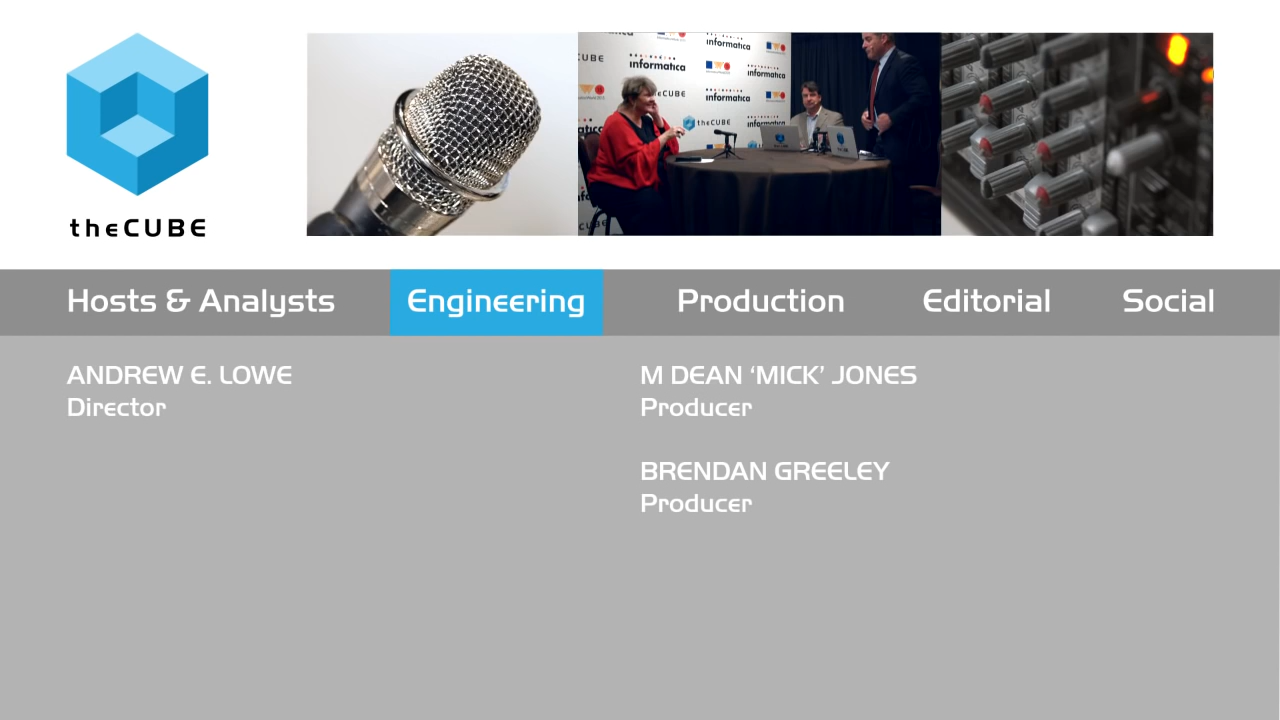 theCUBE
informatica
informatica
theCUBE
informatica
theCUBE
informatica
Hosts & Analysts
Engineering
Production
Editorial
Social
ANDREW E. LOWE
Director
M DEAN ‘MICK’ JONES
Producer
BRENDAN GREELEY
Producer